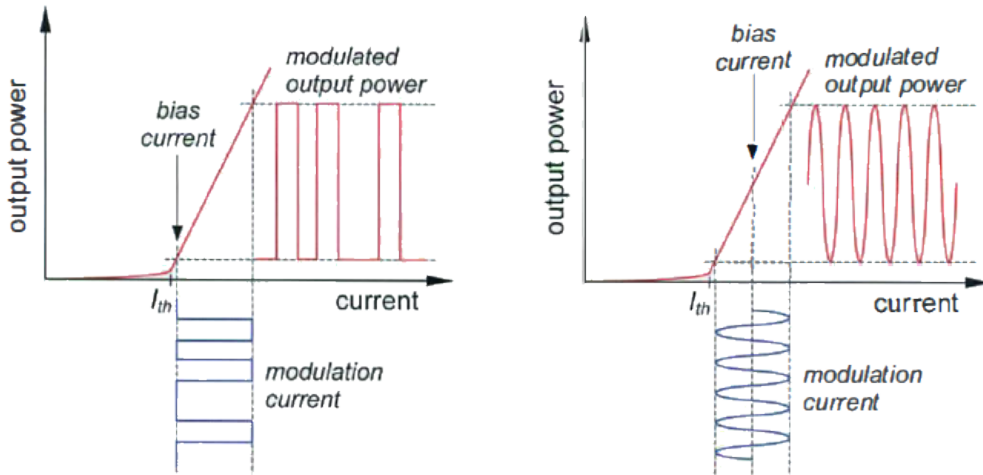 output power
bias
current
modulated
output power
I_th
current
modulation
current
output power
bias
current
modulated
output power
I_th
current
modulation
current